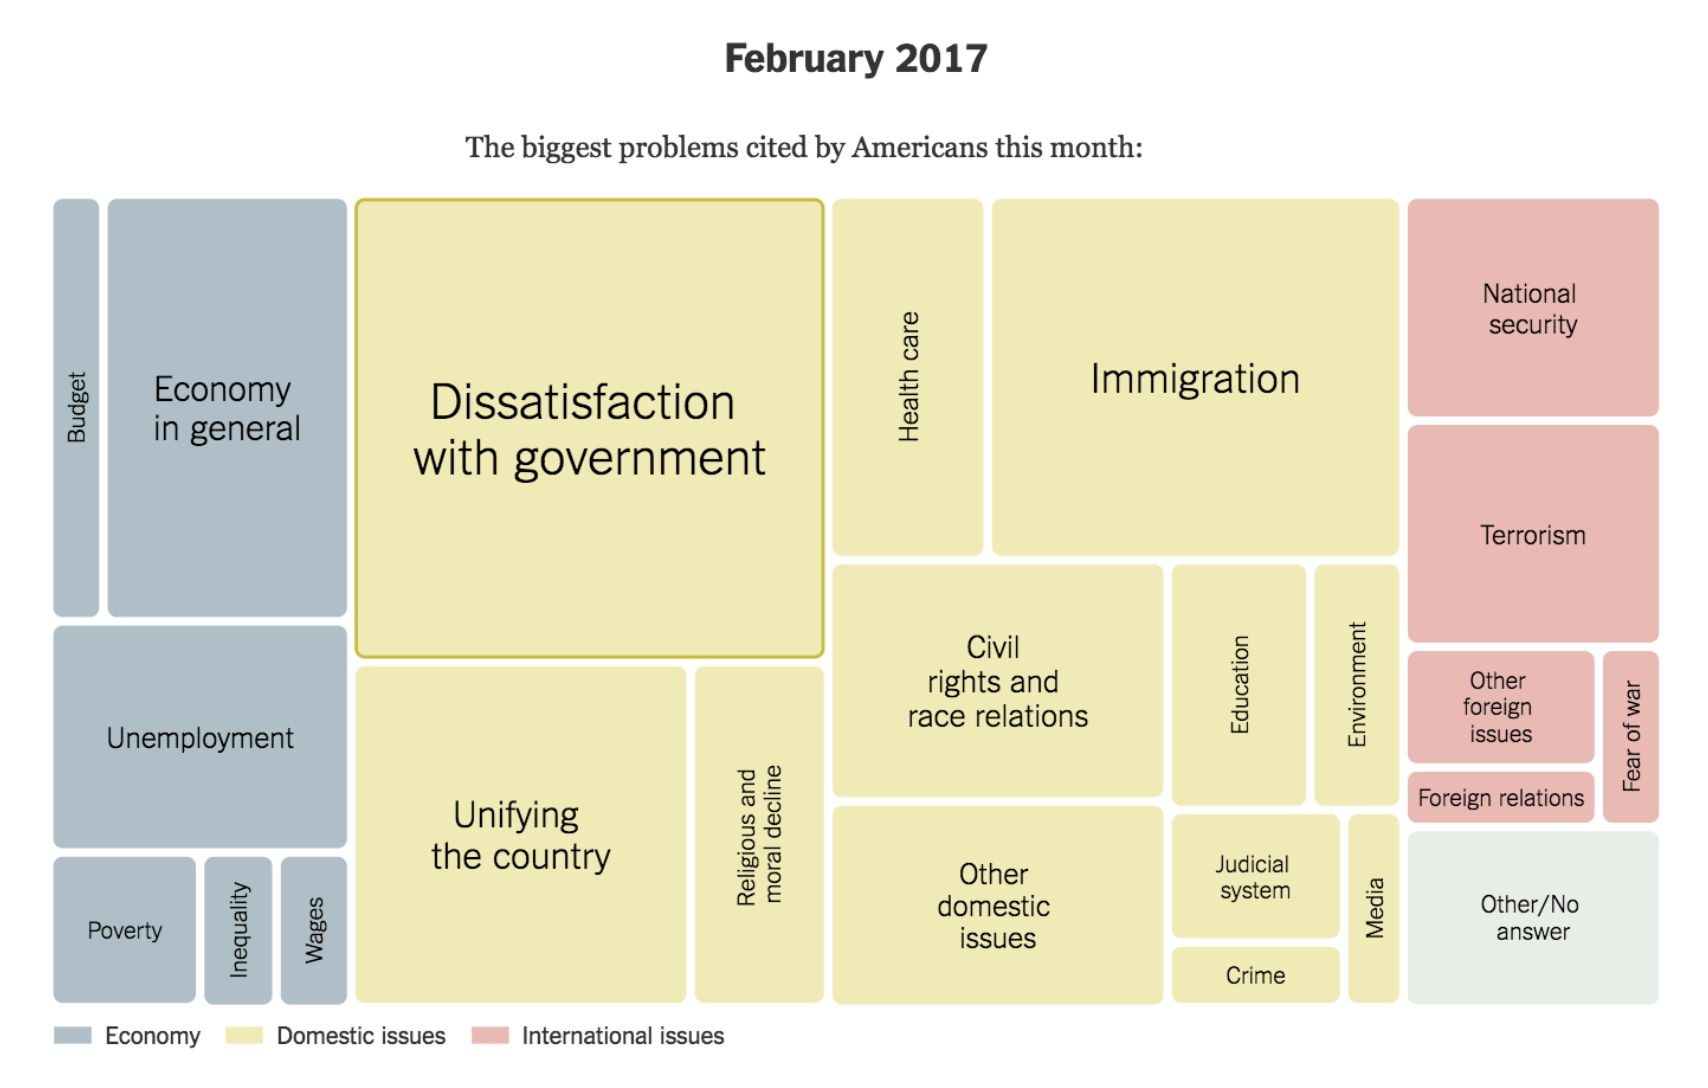 February 2017
The biggest problems cited by Americans this month:
Budget
Economy
in general
Unemployment
Poverty
Inequality
Wages
Dissatisfaction
with government
Unifying
the country
Religious and
moral decline
Health care
Immigration
Civil
rights and
race relations
Education
Environment
Other
domestic
issues
Judicial
system
Crime
Media
National
security
Terrorism
Other
foreign
issues
Fear of war
Foreign relations
Other/No
answer
Economy
Domestic issues
International issues